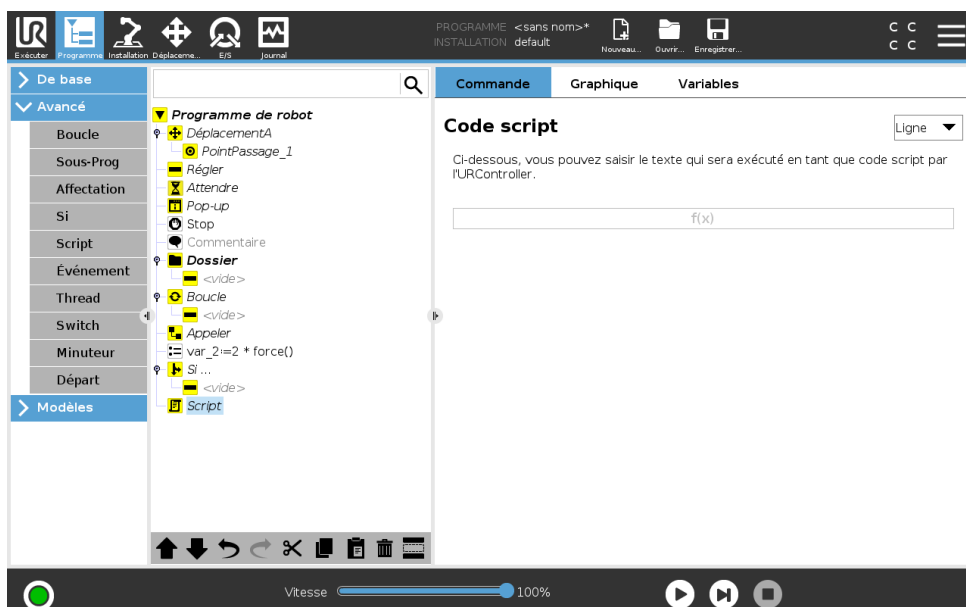 UR
Exécuter
Programme
Installation
Déplaceme...
E/S
Journal
PROGRAMME <sans nom>*
INSTALLATION default
Nouveau...
Ouvrir...
Enregistrer...
C C
C C
De base
Avancé
Boucle
Sous-Prog
Affectation
Si
Script
Événement
Thread
Switch
Minuteur
Départ
Modèles
Programme de robot
DéplacementA
PointPassage_1
Régler
Attendre
Pop-up
Stop
Commentaire
Dossier
<vide>
Boucle
<vide>
Appeler
var_2:=2 * force()
Si ...
<vide>
Script
Commande
Graphique
Variables
Code script
Ligne
Ci-dessous, vous pouvez saisir le texte qui sera exécuté en tant que code script par
l'URController.
f(x)
Vitesse
100%